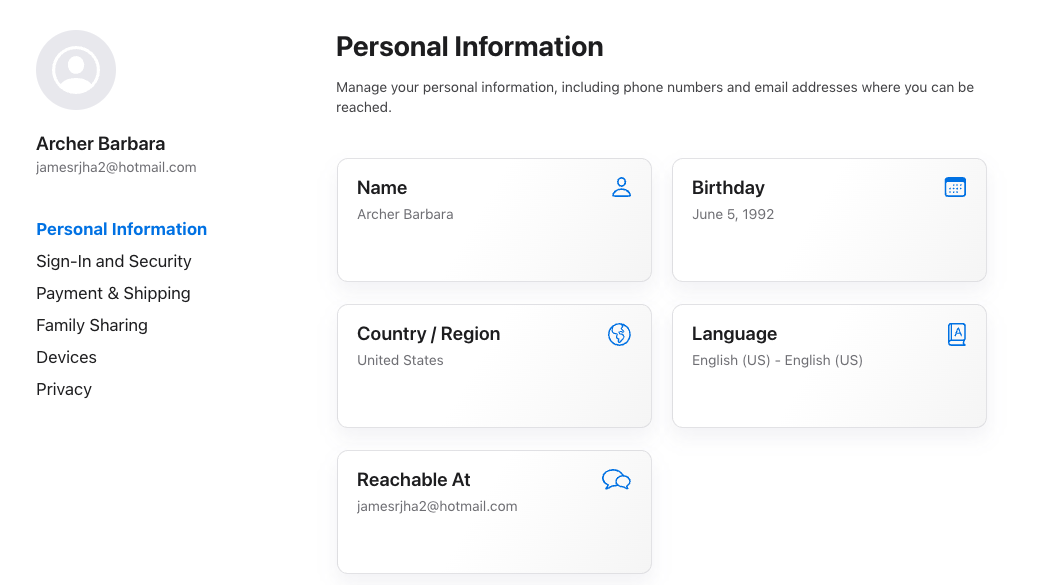 Archer Barbara
jamesrjha2@hotmail.com
Personal Information
Sign-In and Security
Payment & Shipping
Family Sharing
Devices
Privacy
Personal Information
Manage your personal information, including phone numbers and email addresses where you can be
reached.
Name
Archer Barbara
Birthday
June 5, 1992
Country / Region
United States
Language
A
English (US) - English (US)
Reachable At
jamesrjha2@hotmail.com